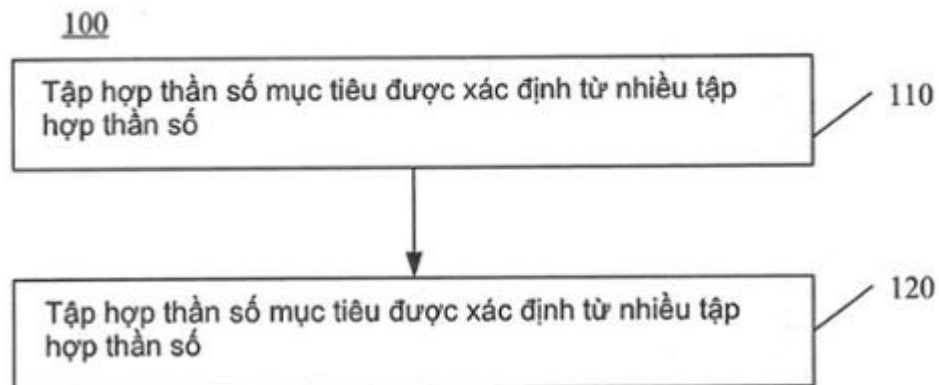 100
Tập hợp thần số mục tiêu được xác định từ nhiều tập
hợp thần số
110
Tập hợp thần số mục tiêu được xác định từ nhiều tập
hợp thần số
120